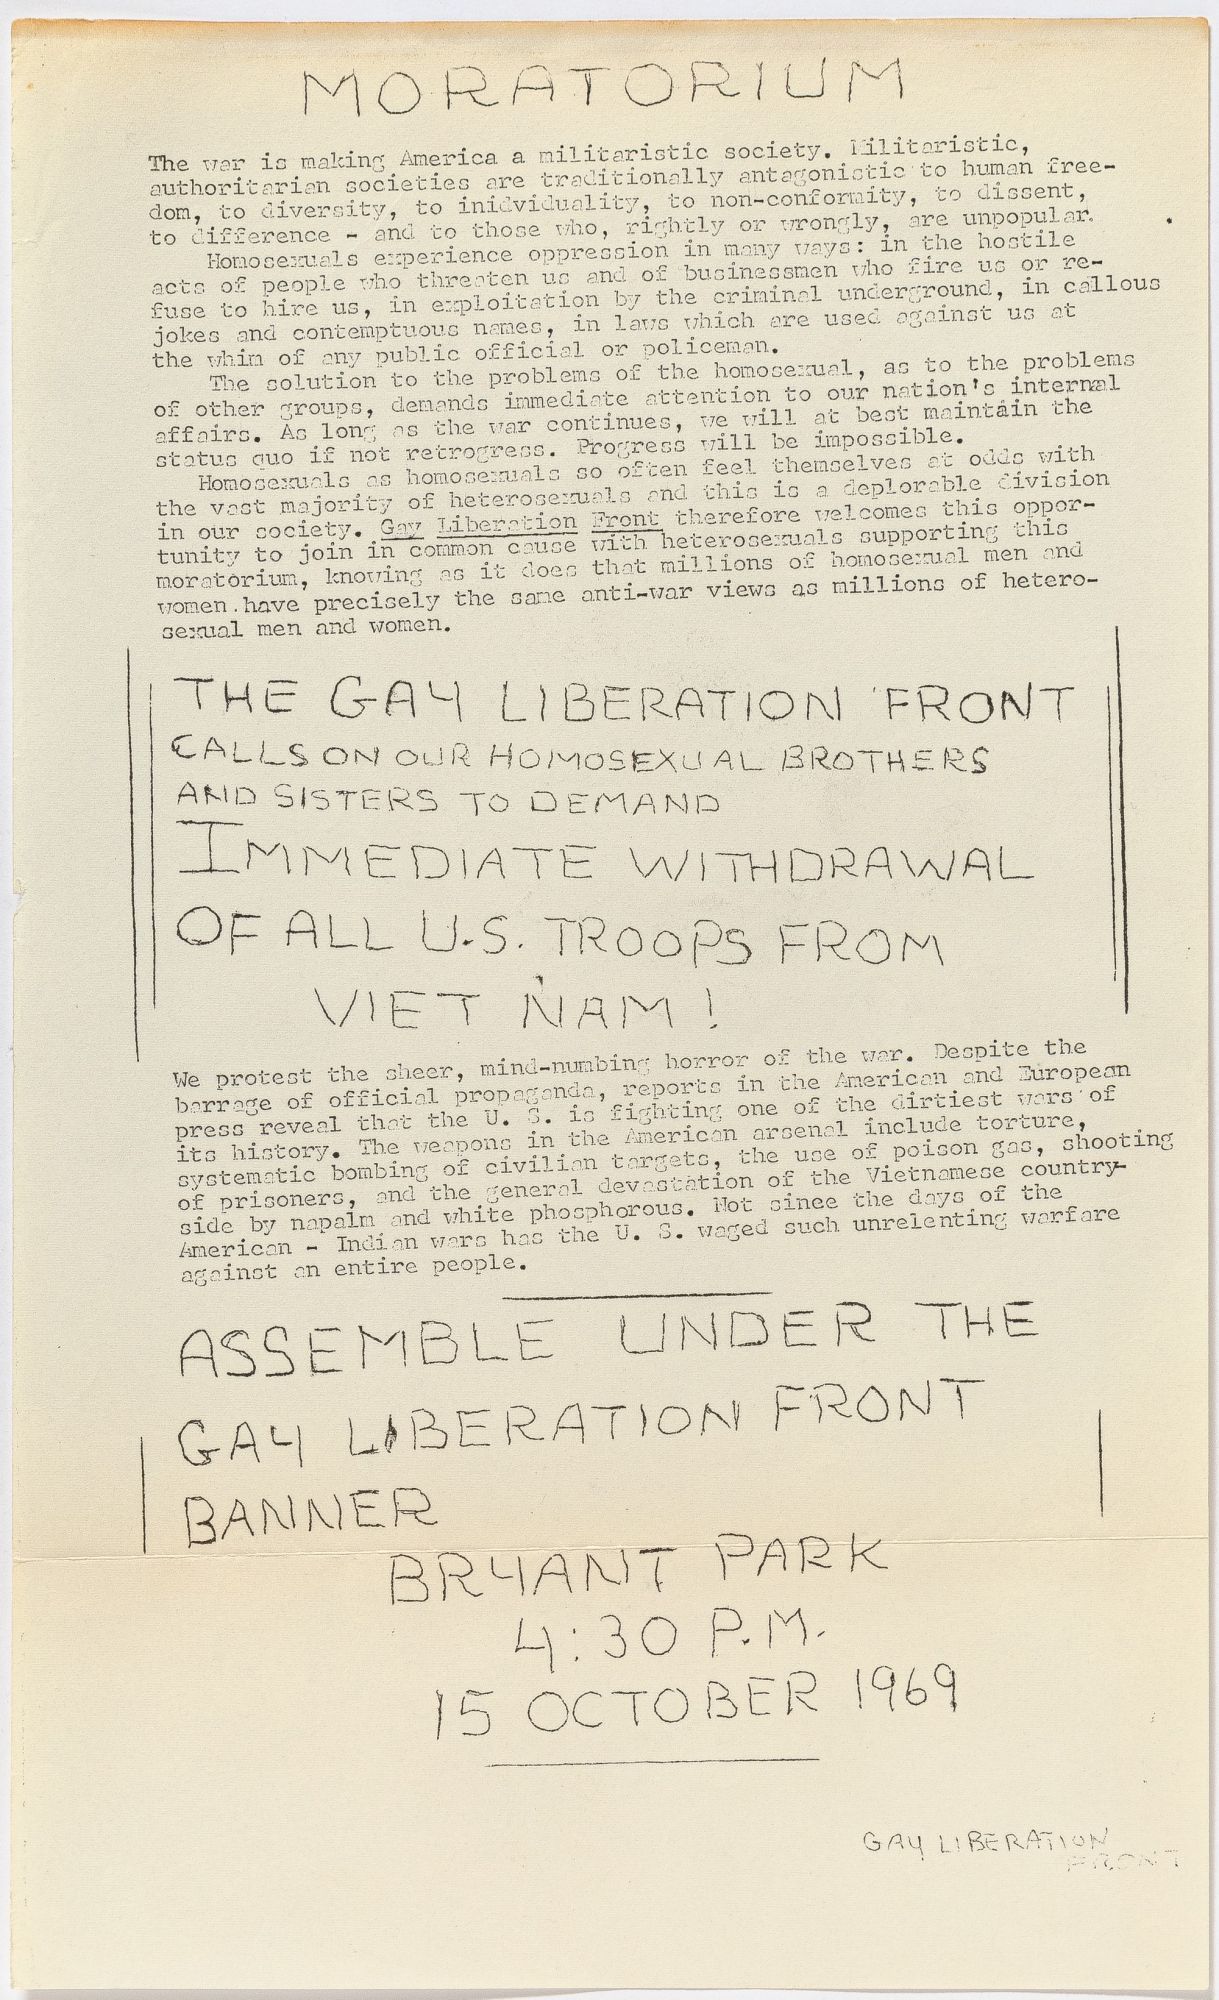 MORATORIUM
The war is making America a militaristic society. Militaristic,
authoritarian societies are traditionally antagonistic to human free-
dom, to diversity, to inidviduality, to non-conformity, to dissent,
to difference - and to those who, rightly or wrongly, are unpopular.
Homosexuals experience oppression in many ways: in the hostile
acts of people who threaten us and of businessmen who fire us or re-
fuse to hire us, in exploitation by the criminal underground, in callous
jokes and contemptuous names, in laws which are used against us at
the whim of any public official or policeman.
The solution to the problems of the homosexual, as to the problems
of other groups, demands immediate attention to our nation's internal
affairs. As long as the war continues, we will at best maintain the
status quo if not retrogress. Progress will be impossible.
Homosexuals as homosexuals so often feel themselves at odds with
the vast majority of heterosexuals and this is a deplorable division
in our society. Gay Liberation Front therefore welcomes this oppor-
tunity to join in common cause with heterosexuals supporting this
moratorium, knowing as it does that millions of homosexual men and
women have precisely the same anti-war views as millions of hetero-
sexual men and women.
THE GAY LIBERATION FRONT
CALLS ON OUR HOMOSEXUAL BROTHERS
AND SISTERS TO DEMAND
IMMEDIATE WITHDRAWAL
OF ALL U.S. TROOPS FROM
VIET NAM!
We protest the sheer, mind-numbing horror of the war. Despite the
barrage of official propaganda, reports in the American and European
press reveal that the U. S. is fighting one of the dirtiest wars of
its history. The weapons in the American arsenal include torture,
systematic bombing of civilian targets, the use of poison gas, shooting
of prisoners, and the general devastation of the Vietnamese country-
side by napalm and white phosphorous. Not since the days of the
American - Indian wars has the U. S. waged such unrelenting warfare
against an entire people.
ASSEMBLE UNDER THE
GAY LIBERATION FRONT
BANNER
BRYANT PARK
4:30 P.M.
15 OCTOBER 1969
GAY LIBERATION
FRONT